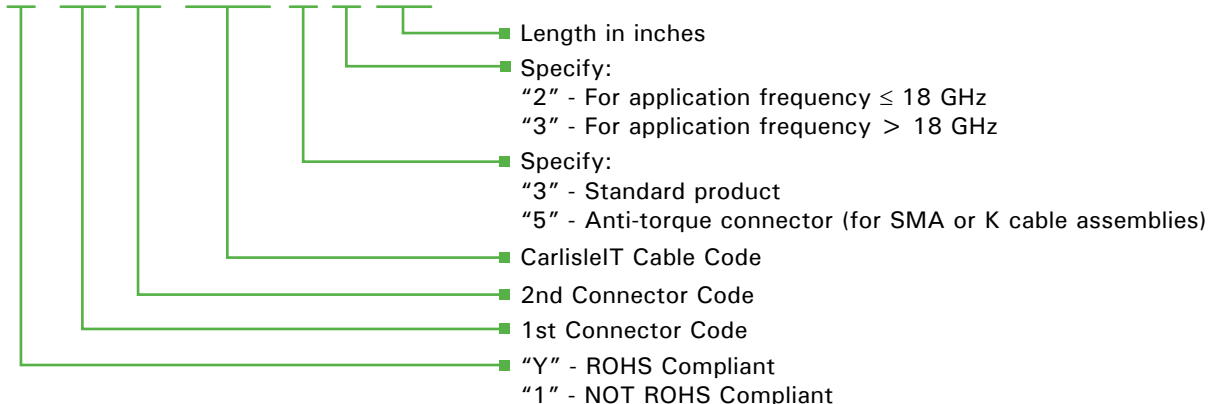 Length in inches
Specify:
“2” - For application frequency ≤ 18 GHz
“3” - For application frequency > 18 GHz
Specify:
“3” - Standard product
“5” - Anti-torque connector (for SMA or K cable assemblies)
CarlisleIT Cable Code
2nd Connector Code
1st Connector Code
“Y” - ROHS Compliant
“1” - NOT ROHS Compliant